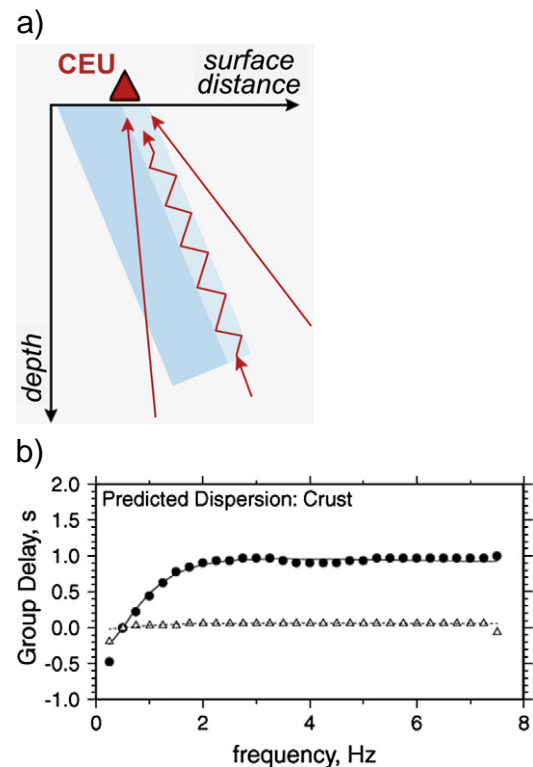 a)
CEU
surface
distance
depth
b)
Predicted Dispersion: Crust
Group Delay, s
2.0
1.5
1.0
0.5
0.0
-0.5
-1.0
0 2 4 6 8
frequency, Hz